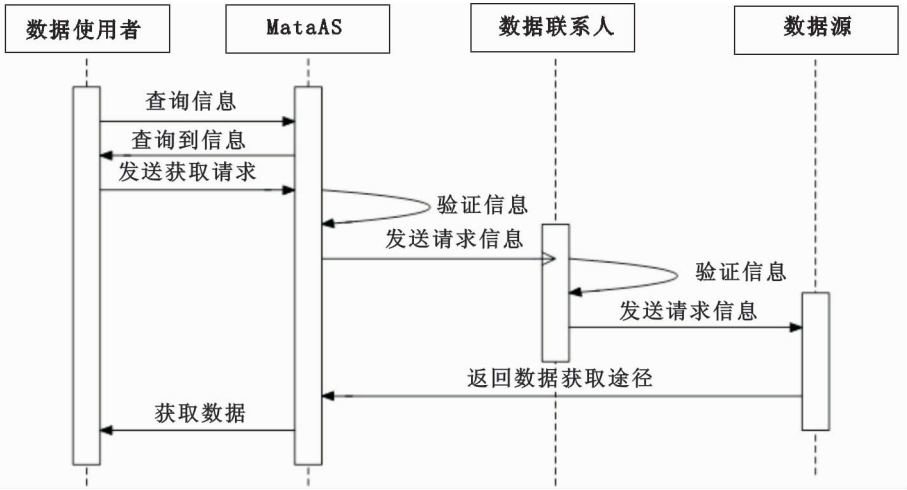 数据使用者
MataAS
数据联系人
数据源
查询信息
查询到信息
发送获取请求
验证信息
发送请求信息
验证信息
发送请求信息
返回数据获取途径
获取数据